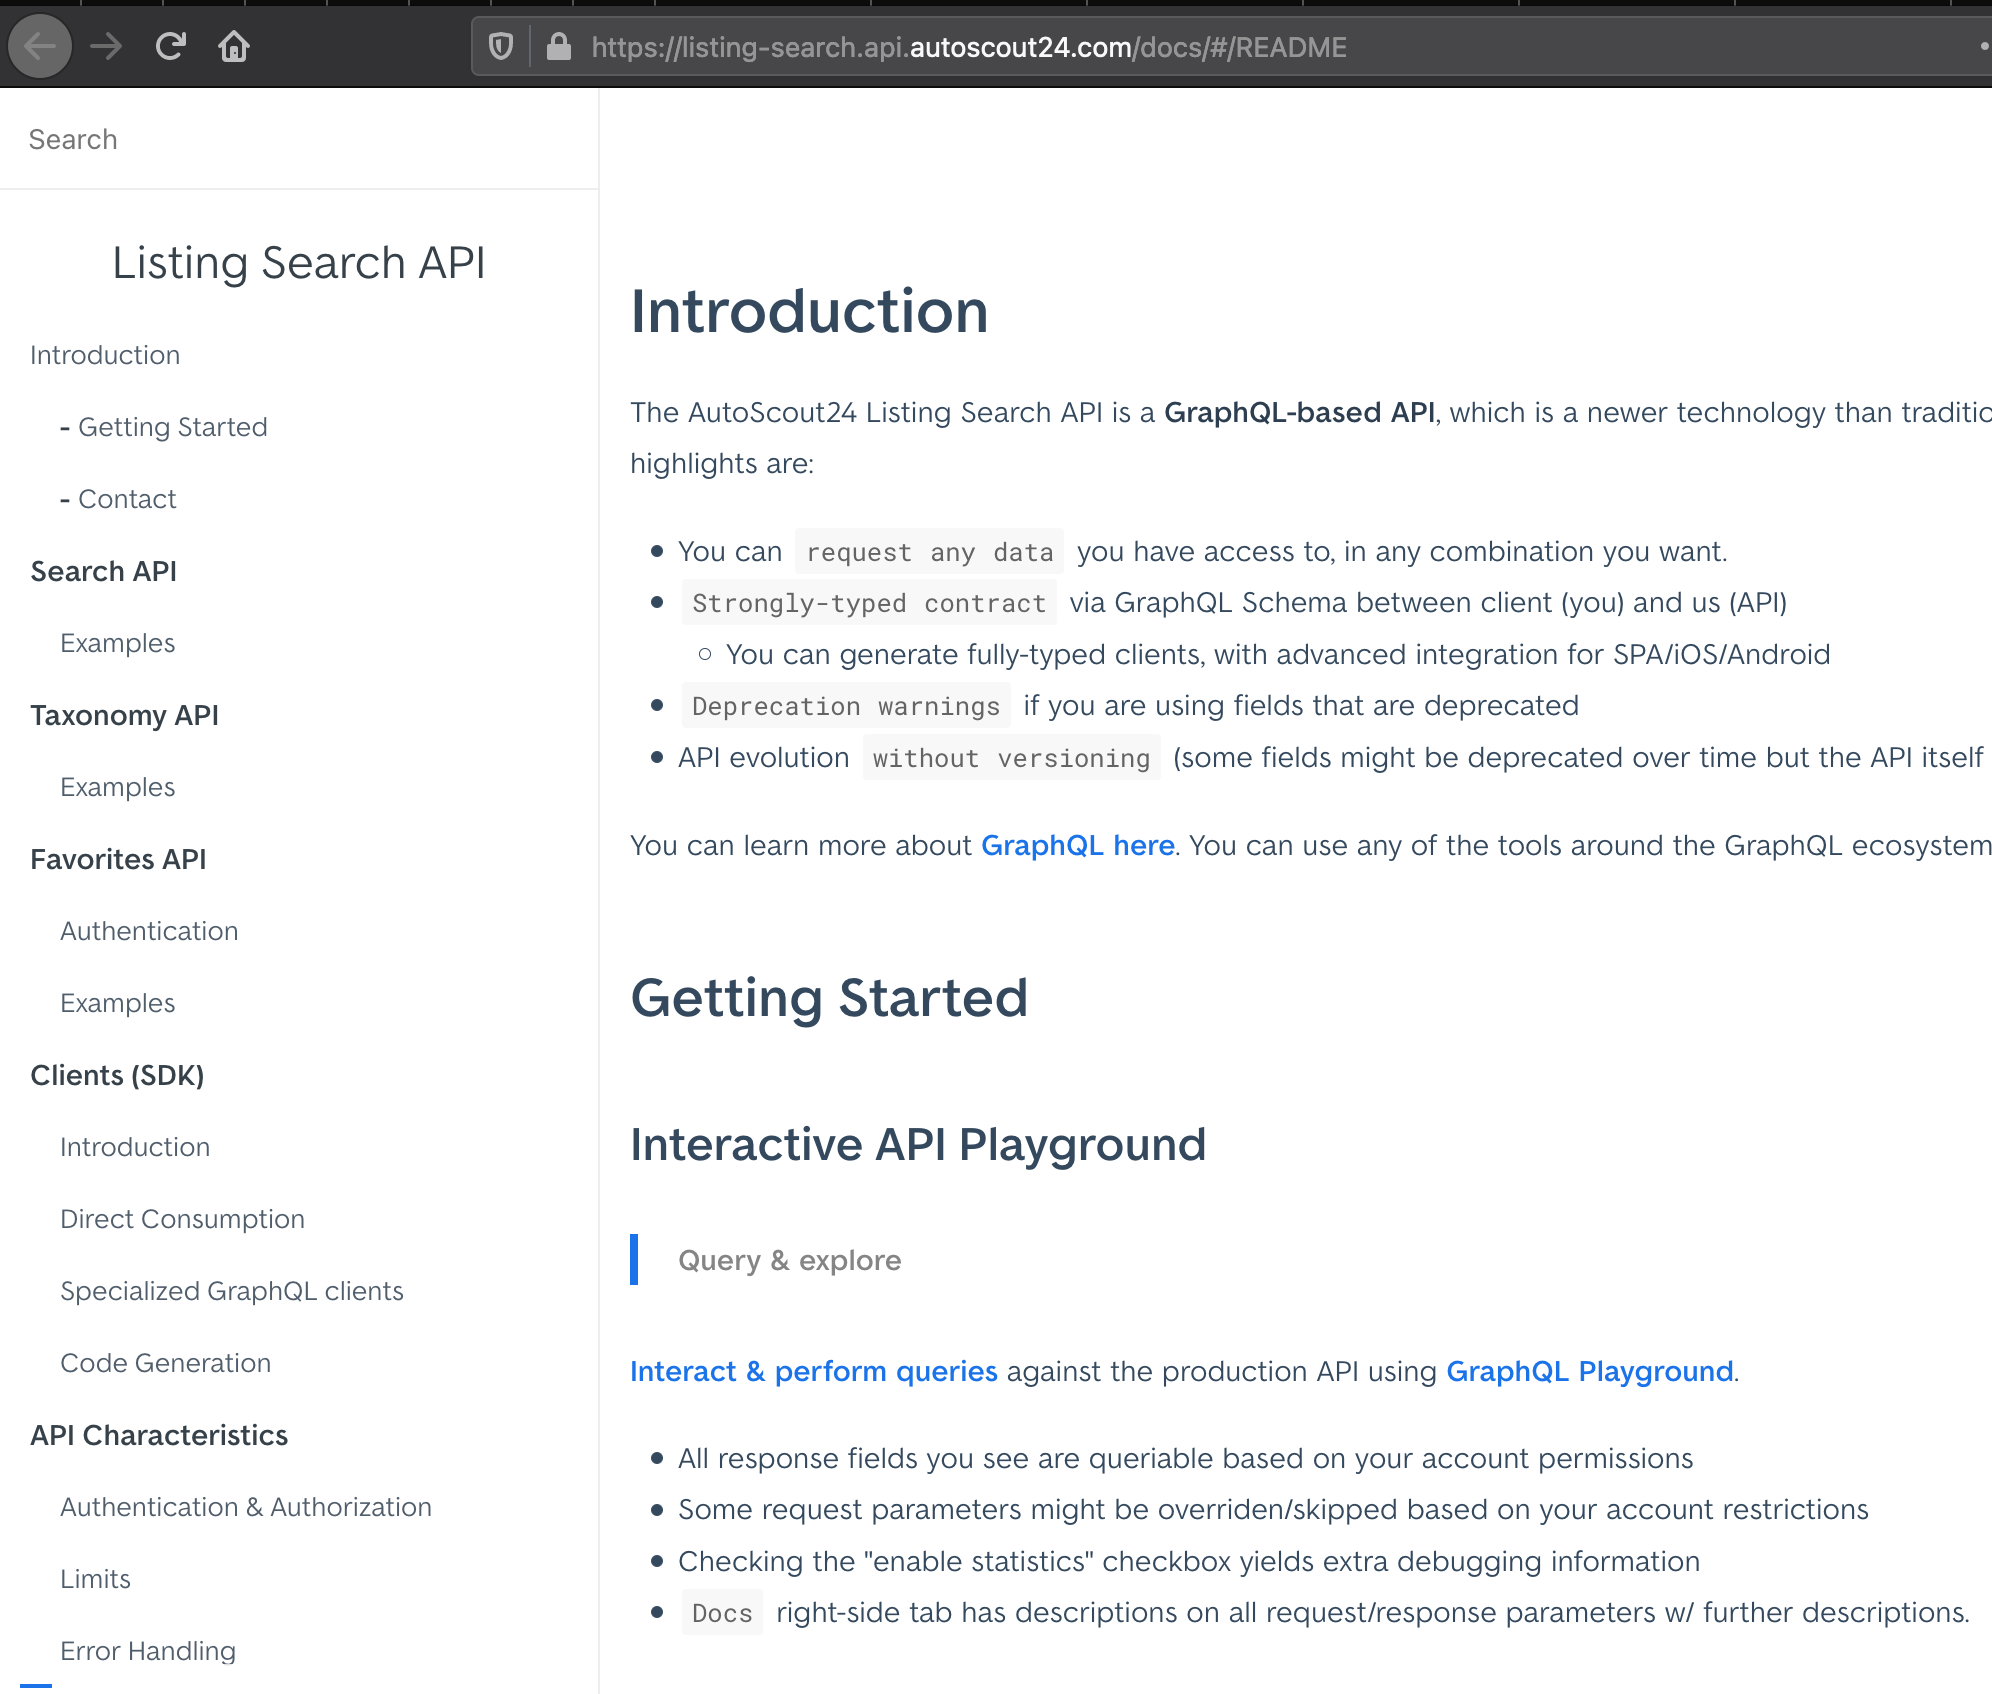 https://listing-search.api.autoscout24.com/docs/#/README
Search
Listing Search API
Introduction
- Getting Started
- Contact
Search API
Examples
Taxonomy API
Examples
Favorites API
Authentication
Examples
Clients (SDK)
Introduction
Direct Consumption
Specialized GraphQL clients
Code Generation
API Characteristics
Authentication & Authorization
Limits
Error Handling
Introduction
The AutoScout24 Listing Search API is a GraphQL-based API, which is a newer technology than
highlights are:
You can request any data you have access to, in any combination you want.
Strongly-typed contract via GraphQL Schema between client (you) and us (API)
You can generate fully-typed clients, with advanced integration for SPA/iOS/Android
Deprecation warnings if you are using fields that are deprecated
API evolution without versioning (some fields might be deprecated over time but the API itself
You can learn more about GraphQL here. You can use any of the tools around the GraphQL ecosystem
Getting Started
Interactive API Playground
Query & explore
Interact & perform queries against the production API using GraphQL Playground.
All response fields you see are queriable based on your account permissions
Some request parameters might be overriden/skipped based on your account restrictions
Checking the "enable statistics" checkbox yields extra debugging information
Docs right-side tab has descriptions on all request/response parameters w/ further descriptions.